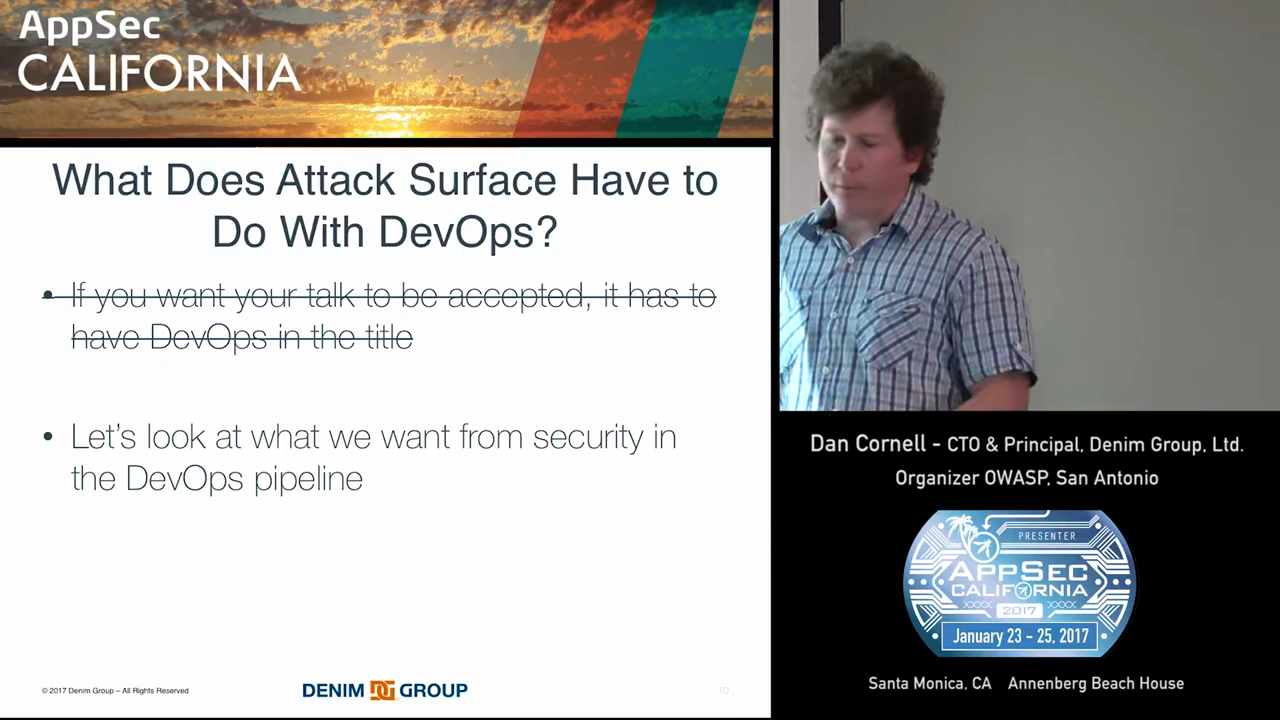 AppSec
CALIFORNIA
What Does Attack Surface Have to
Do With DevOps?
• If you want your talk to be accepted, it has to
have DevOps in the title
• Let's look at what we want from security in
the DevOps pipeline
© 2017 Denim Group – All Rights Reserved
DENIM DG GROUP
10
Dan Cornell - CTO & Principal, Denim Group, Ltd.
Organizer OWASP, San Antonio
PRESENTER
APPSEC
CALIFORNIA
2017
January 23 - 25, 2017
Santa Monica, CA Annenberg Beach House